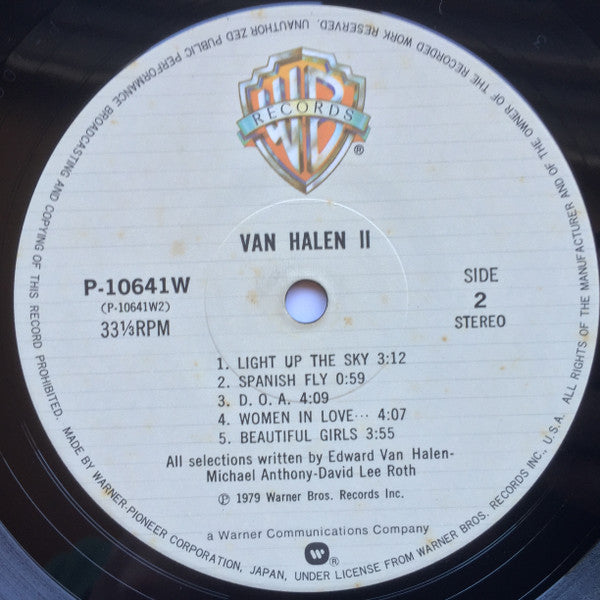 WB
RECORDS
®
VAN HALEN II
P-10641W
(P-10641W2)
33⅓RPM
SIDE
2
STEREO
1. LIGHT UP THE SKY 3:12
2. SPANISH FLY 0:59
3. D. O. A. 4:09
4. WOMEN IN LOVE… 4:07
5. BEAUTIFUL GIRLS 3:55
All selections written by Edward Van Halen-
Michael Anthony-David Lee Roth
℗ 1979 Warner Bros. Records Inc.
a Warner Communications Company
®
MADE BY WARNER-PIONEER CORPORATION, JAPAN, UNDER LICENSE FROM WARNER BROS. RECORDS INC., U.S.A. ALL RIGHTS OF THE MANUFACTURER AND OF THE OWNER OF THE RECORDED WORK RESERVED. UNAUTHORIZED PUBLIC PERFORMANCE BROADCASTING AND COPYING OF THIS RECORD PROHIBITED.